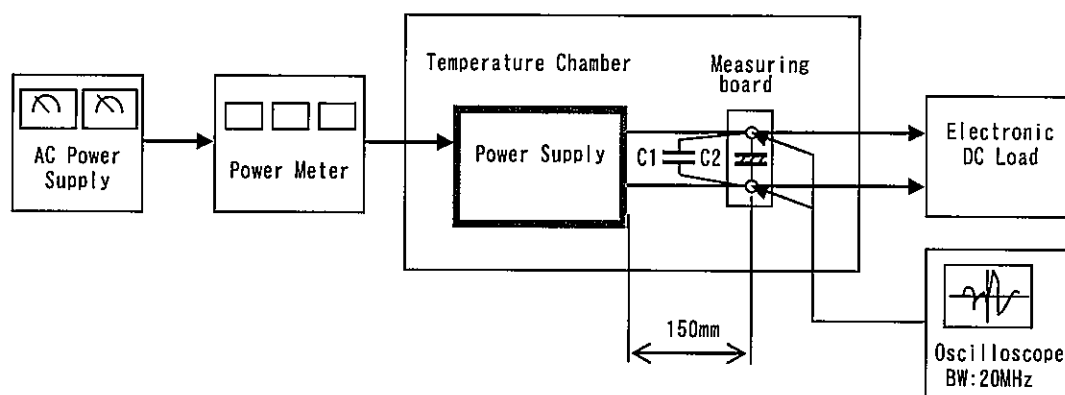 Temperature Chamber
Measuring
board
AC Power
Supply
Power Meter
Power Supply
C1
C2
Electronic
DC Load
150mm
Oscilloscope
BW:20MHz